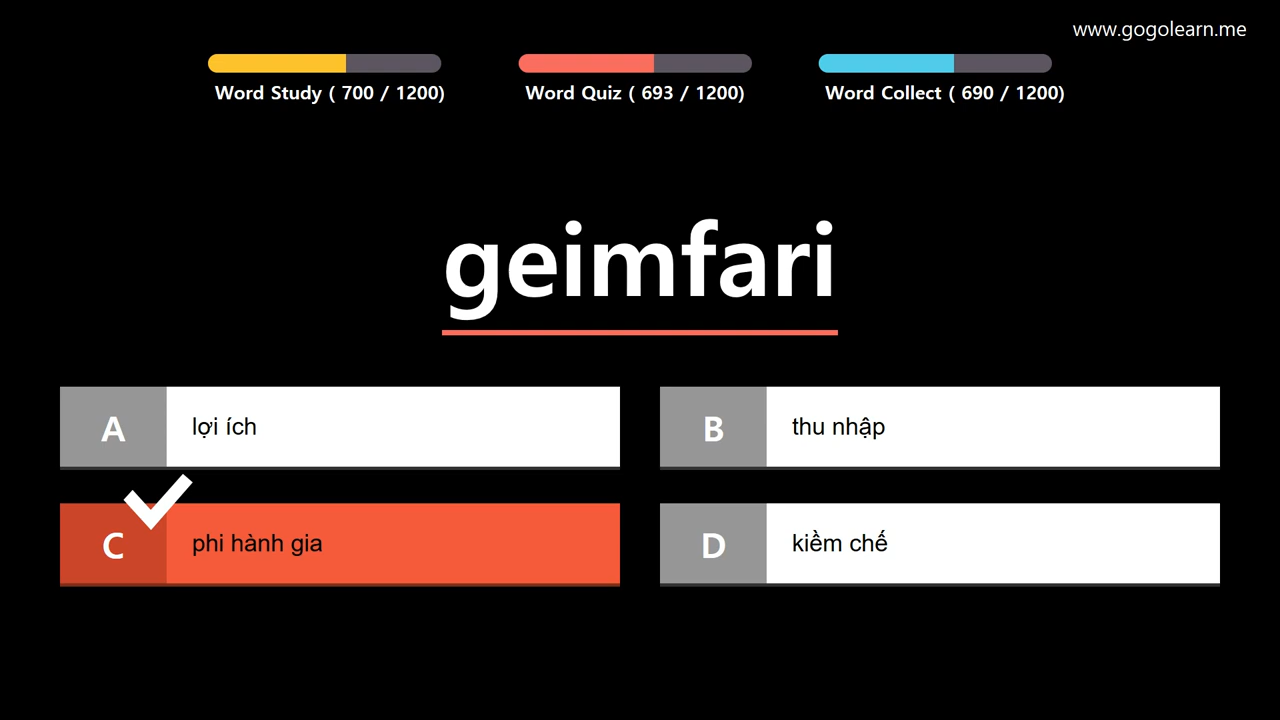 www.gogolearn.me
Word Study ( 700 / 1200)
Word Quiz ( 693 / 1200)
Word Collect ( 690 / 1200)
geimfari
A lợi ích
B thu nhập
C phi hành gia
D kiềm chế